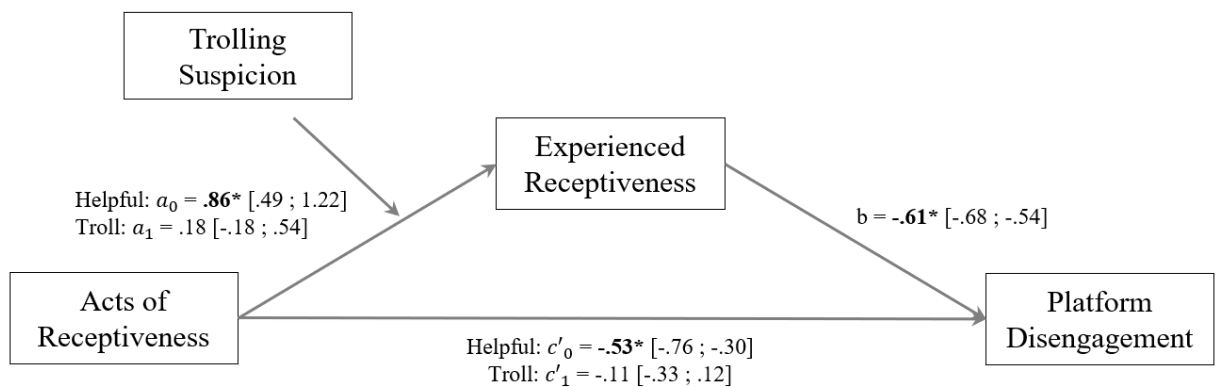 Trolling
Suspicion
Experienced
Receptiveness
Helpful: a₀ = .86* [.49 ; 1.22]
Troll: a₁ = .18 [-.18 ; .54]
b = -.61* [-.68 ; -.54]
Acts of
Receptiveness
Platform
Disengagement
Helpful: c′₀ = -.53* [-.76 ; -.30]
Troll: c′₁ = -.11 [-.33 ; .12]